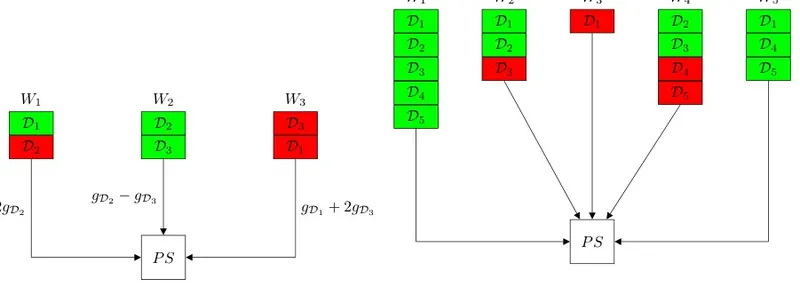 W₁ W₂ W₃
𝒟₁ 𝒟₂ 𝒟₃
𝒟₂ 𝒟₃ 𝒟₁
g𝒟₂ g𝒟₂ − g𝒟₃ g𝒟₁ + 2g𝒟₃
PS
𝒟₁ 𝒟₁ 𝒟₁ 𝒟₂ 𝒟₁
𝒟₂ 𝒟₂ 𝒟₃ 𝒟₄
𝒟₃ 𝒟₃ 𝒟₄ 𝒟₅
𝒟₄ 𝒟₅
𝒟₅
PS